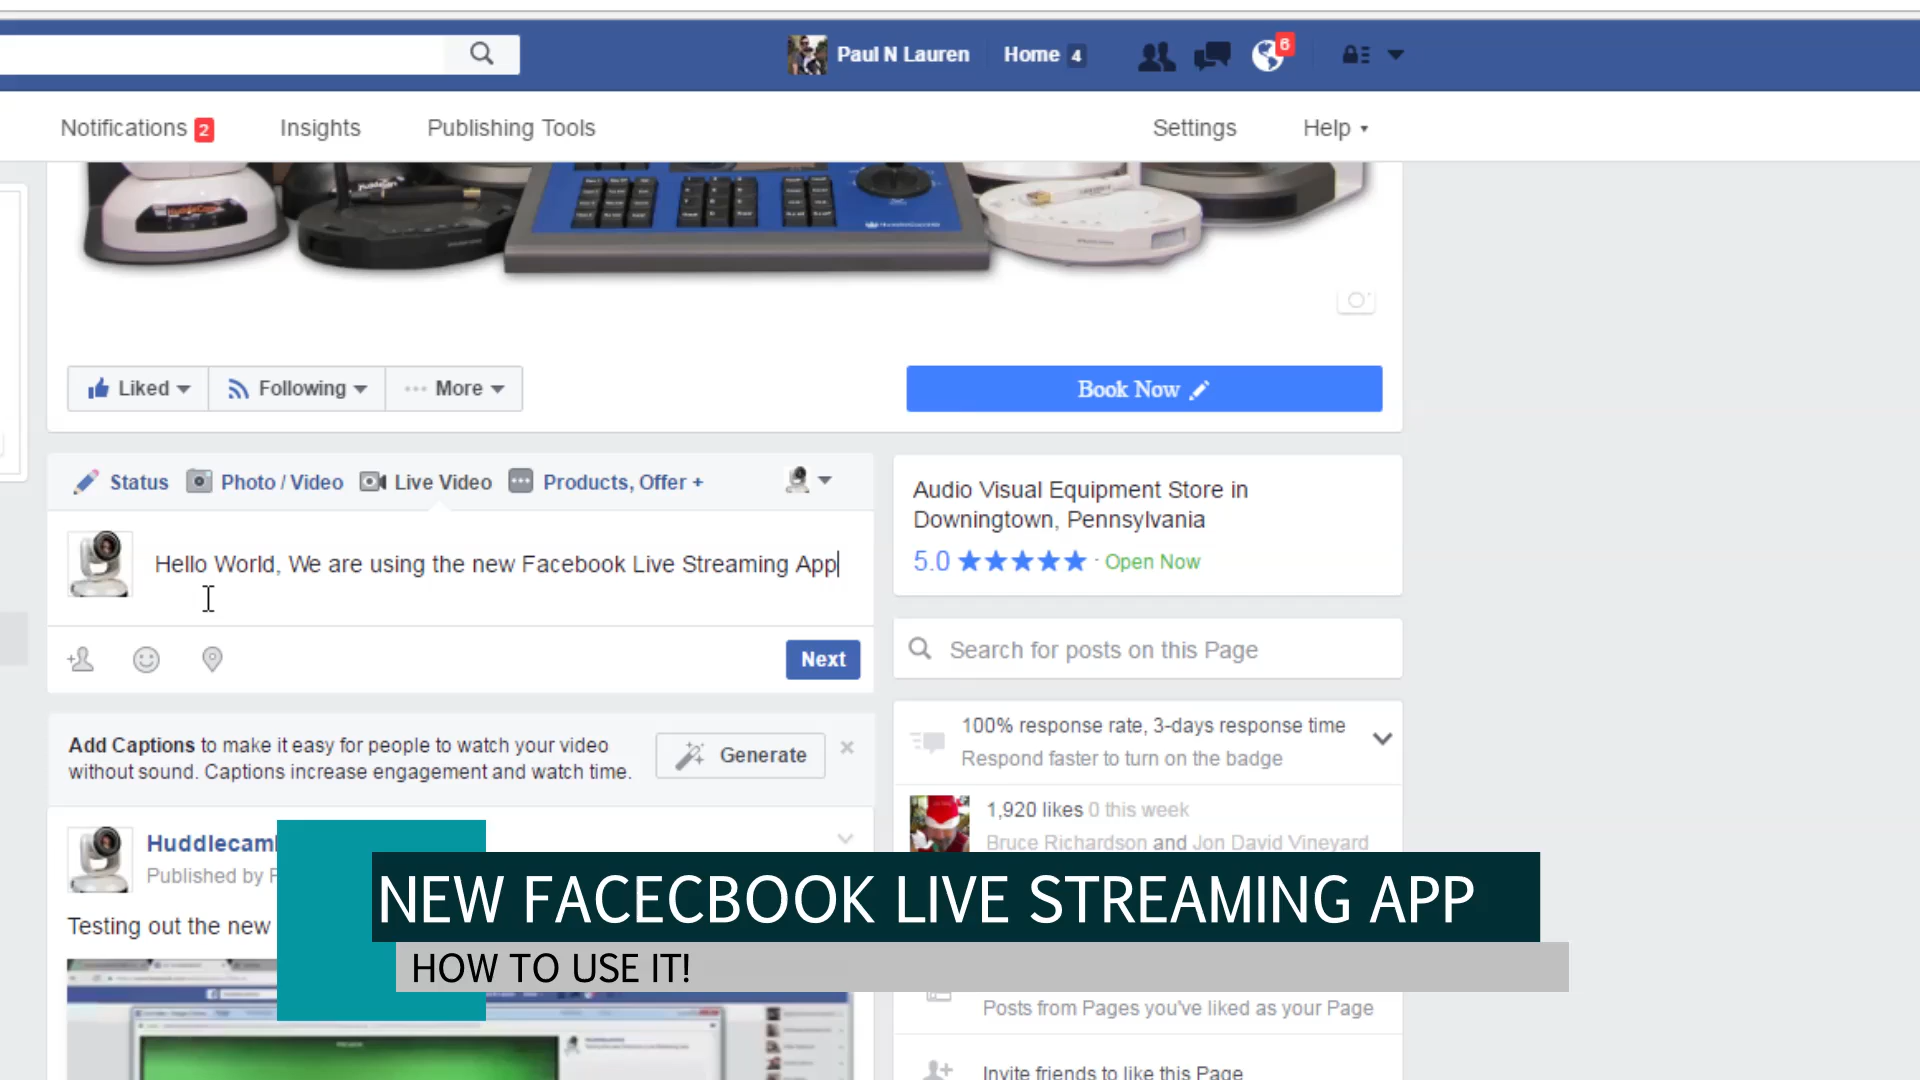 Paul N Lauren
Home 4
6
Notifications 2
Insights
Publishing Tools
Settings
Help
HuddleCam
Liked
Following
More
Book Now
Status
Photo / Video
Live Video
Products, Offer +
Hello World, We are using the new Facebook Live Streaming App
Next
Add Captions to make it easy for people to watch your video
without sound. Captions increase engagement and watch time.
Generate
Huddlecam
Published by
Testing out the new
Audio Visual Equipment Store in
Downingtown, Pennsylvania
5.0 ★★★★★ · Open Now
Search for posts on this Page
100% response rate, 3-days response time
Respond faster to turn on the badge
1,920 likes 0 this week
Bruce Richardson and Jon David Vineyard
NEW FACECBOOK LIVE STREAMING APP
HOW TO USE IT!
Posts from Pages you've liked as your Page
Invite friends to like this Page